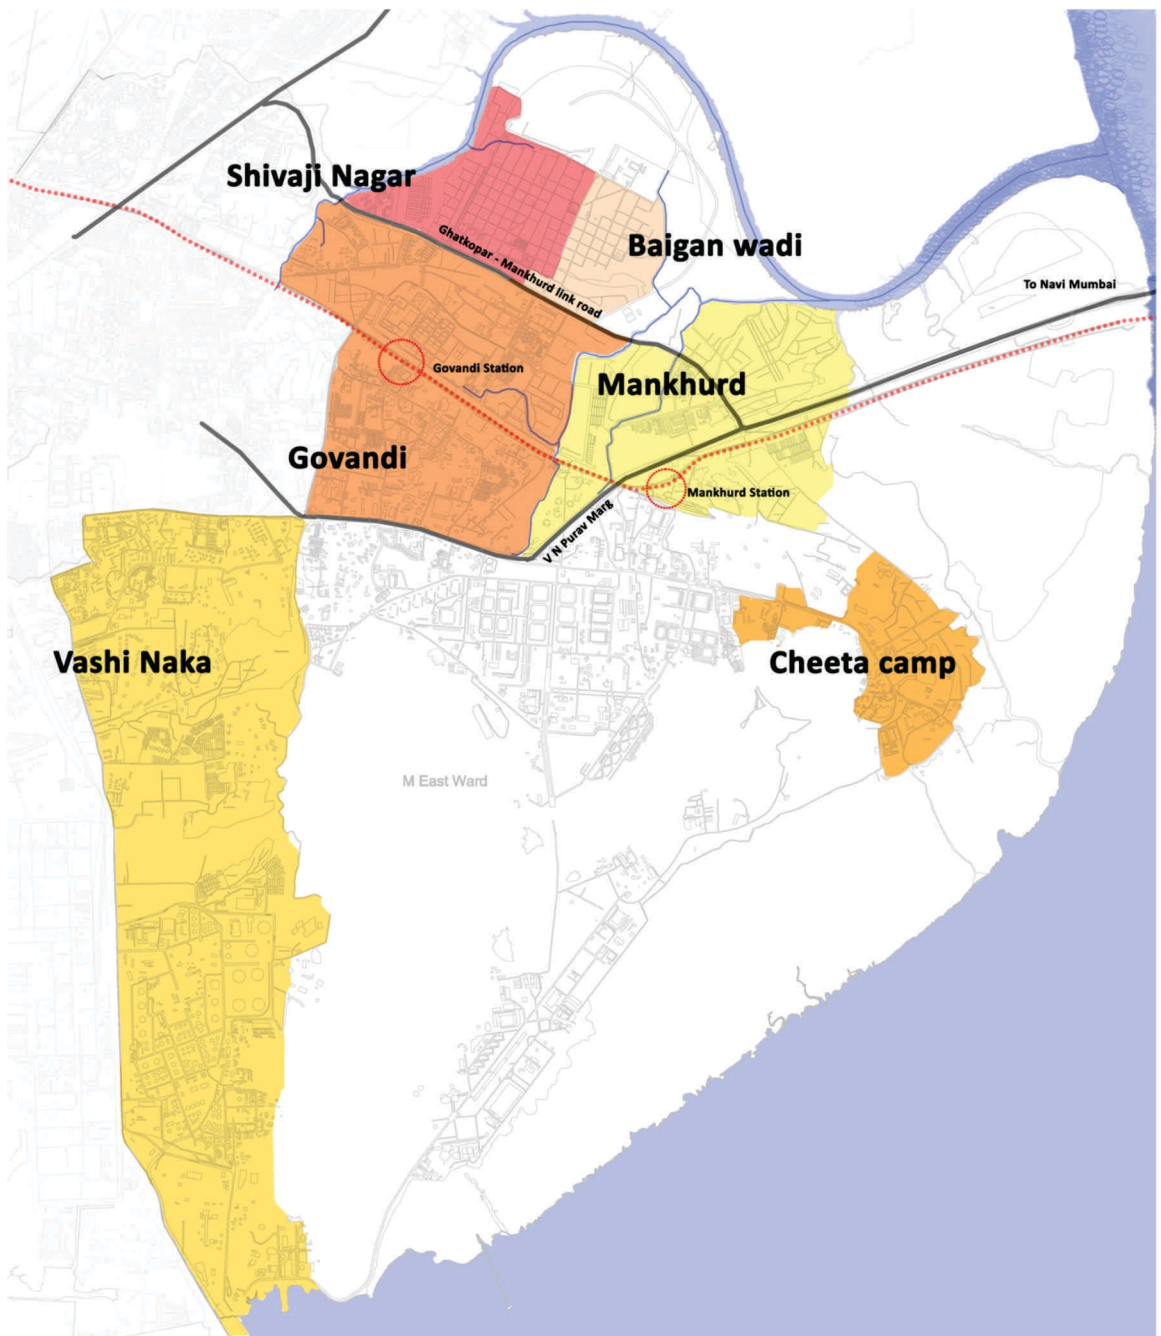 Shivaji Nagar
Ghatkopar - Mankhurd link road
Baigan wadi
To Navi Mumbai
Govandi Station
Mankhurd
Govandi
Mankhurd Station
V N Purav Marg
Vashi Naka
Cheeta camp
M East Ward